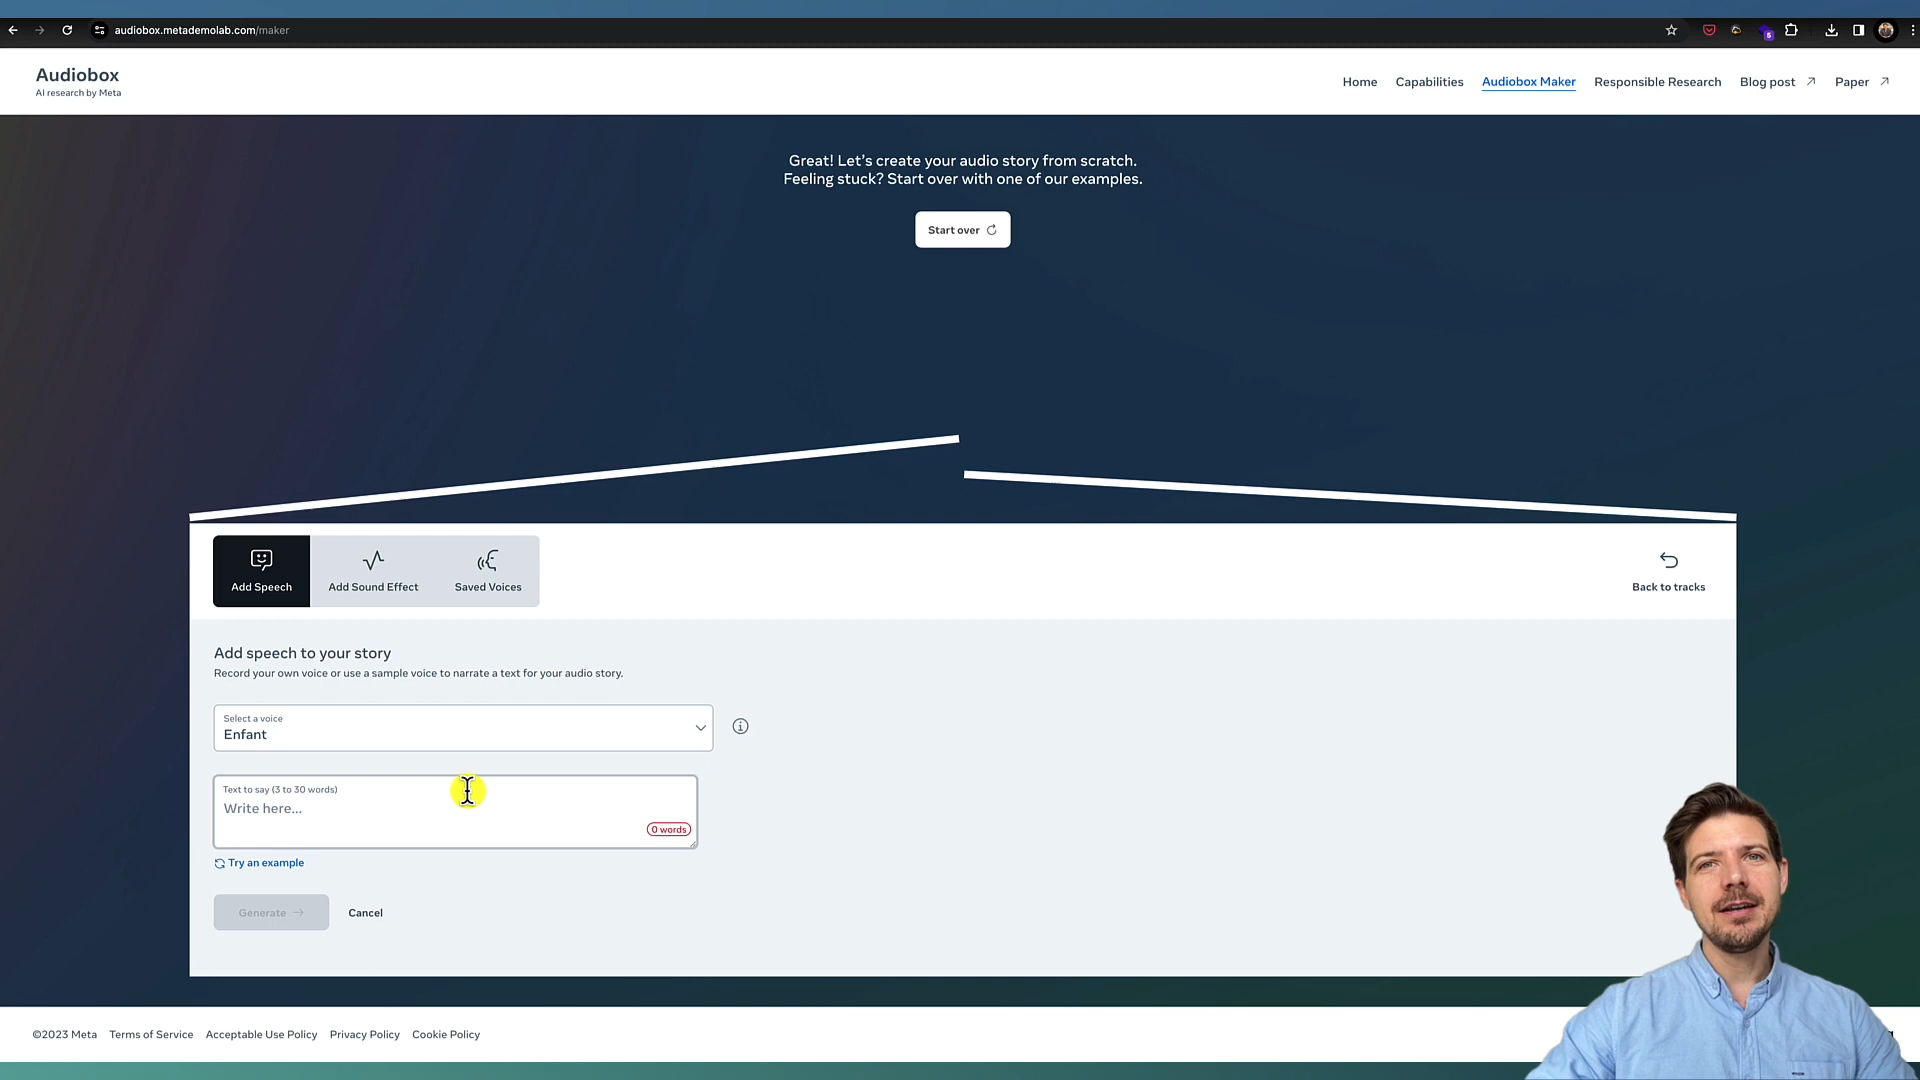 audiobox.metademolab.com/maker
5
Audiobox
AI research by Meta
Home Capabilities Audiobox Maker Responsible Research Blog post Paper
Great! Let's create your audio story from scratch.
Feeling stuck? Start over with one of our examples.
Start over
Add Speech Add Sound Effect Saved Voices
Back to tracks
Add speech to your story
Record your own voice or use a sample voice to narrate a text for your audio story.
Select a voice
Enfant
Text to say (3 to 30 words)
Write here...
0 words
Try an example
Generate Cancel
©2023 Meta Terms of Service Acceptable Use Policy Privacy Policy Cookie Policy